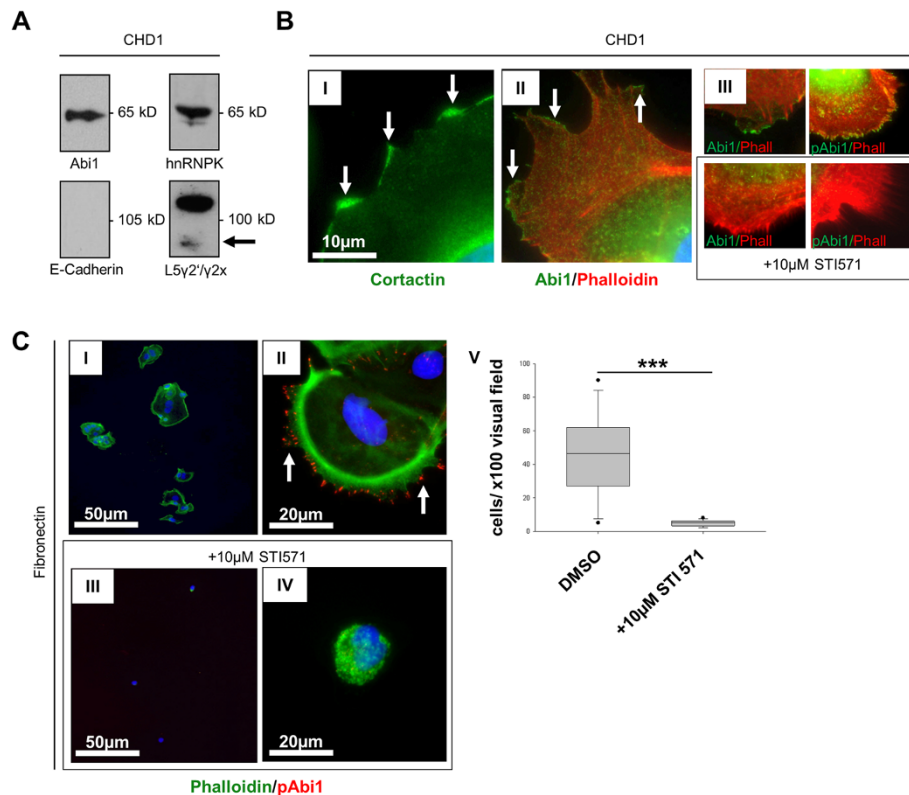 A
CHD1
65 kD
65 kD
Abi1
hnRNPK
105 kD
100 kD
E-Cadherin
L5γ2'/γ2x
B
CHD1
I
II
III
10µm
Abi1/Phall
pAbi1/Phall
Abi1/Phall
pAbi1/Phall
+10µM STI571
Cortactin
Abi1/Phalloidin
C
Fibronectin
I
II
50µm
20µm
+10µM STI571
III
IV
50µm
20µm
Phalloidin/pAbi1
V
***
cells/ x100 visual field
100
80
60
40
20
0
DMSO
+10µM STI 571